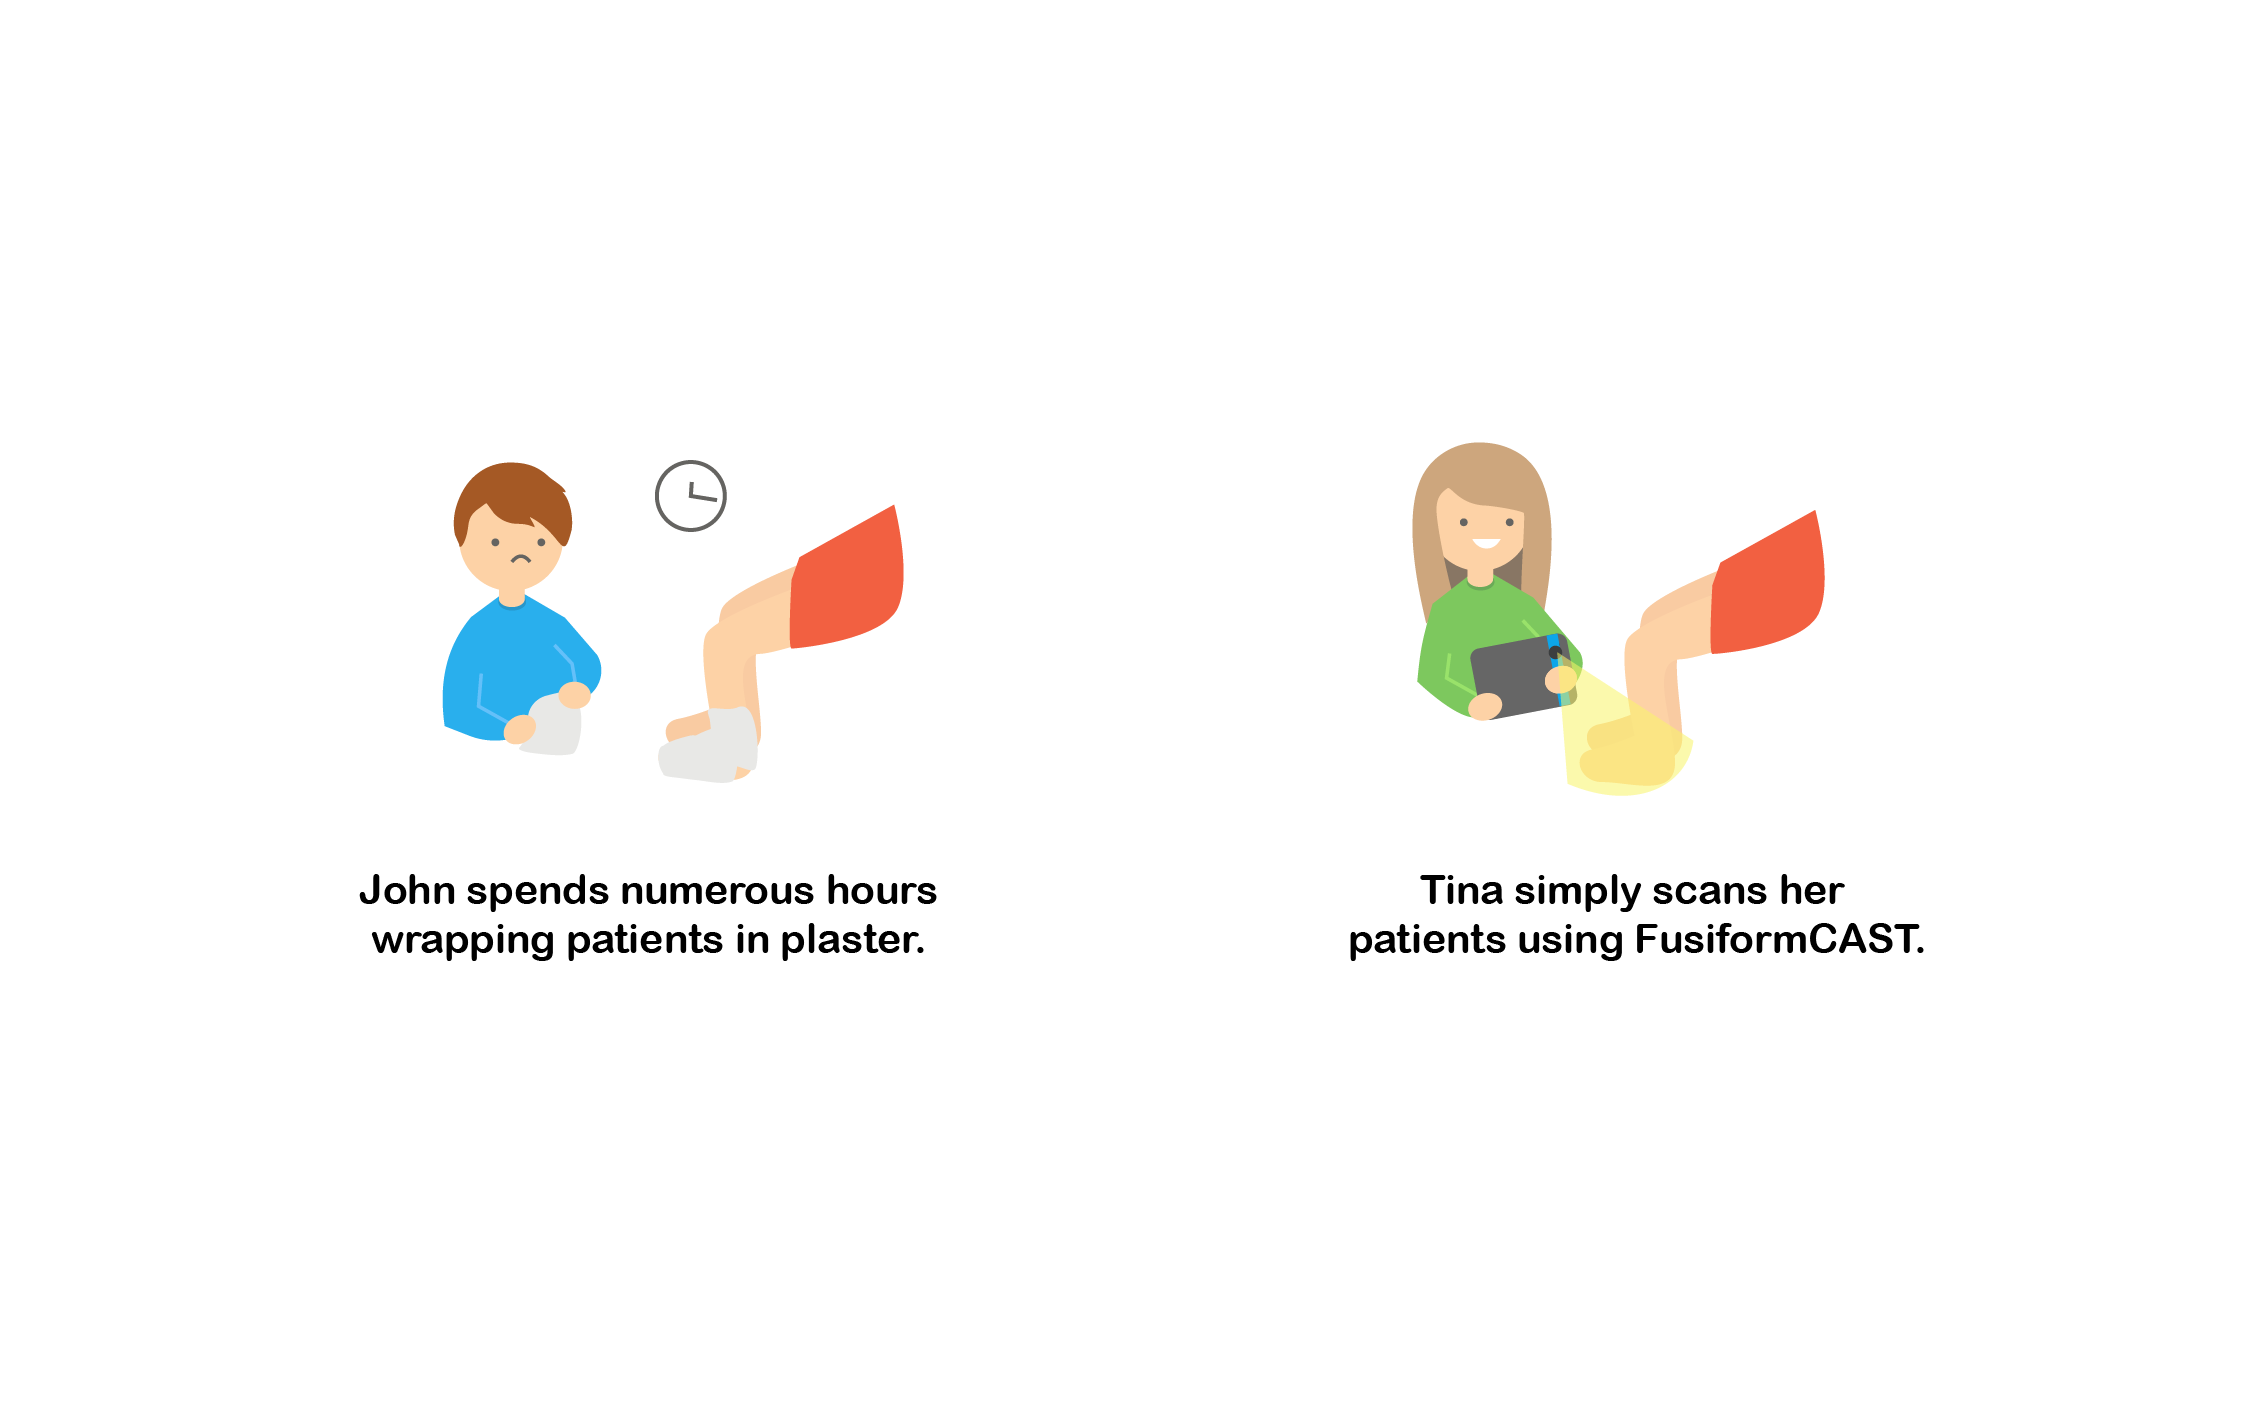 John spends numerous hours
wrapping patients in plaster.
Tina simply scans her
patients using FusiformCAST.